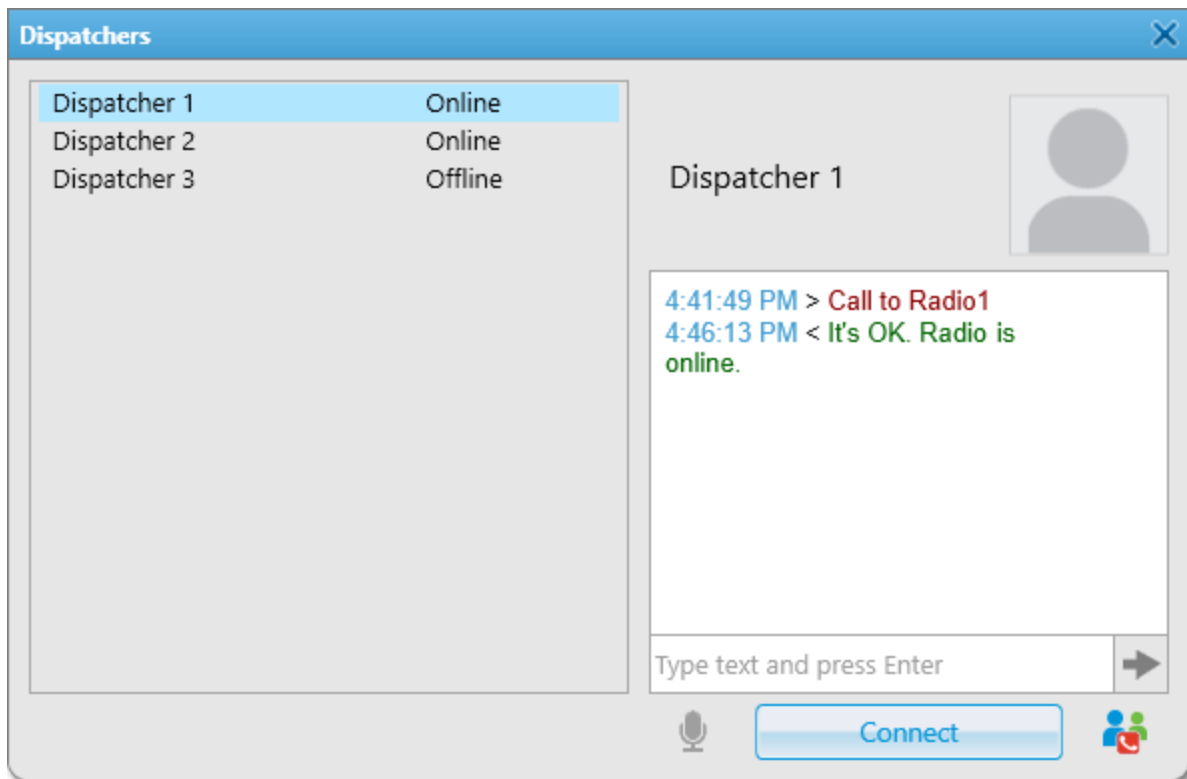 Dispatchers
Dispatcher 1 Online
Dispatcher 2 Online
Dispatcher 3 Offline
Dispatcher 1
4:41:49 PM > Call to Radio1
4:46:13 PM < It's OK. Radio is
online.
Type text and press Enter
Connect